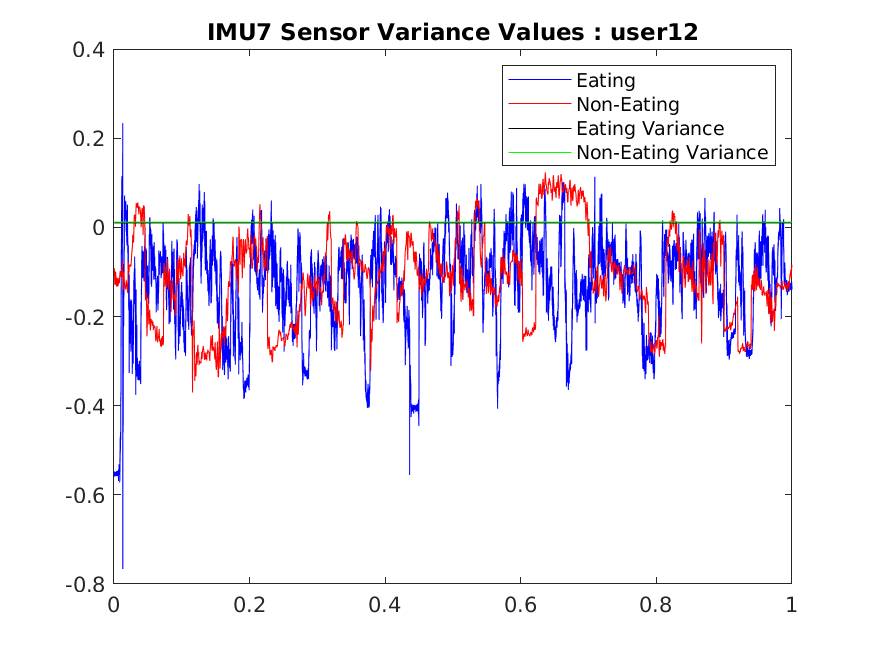 IMU7 Sensor Variance Values : user12
0.4
Eating
Non-Eating
Eating Variance
Non-Eating Variance
0.2
0
-0.2
-0.4
-0.6
-0.8
0 0.2 0.4 0.6 0.8 1